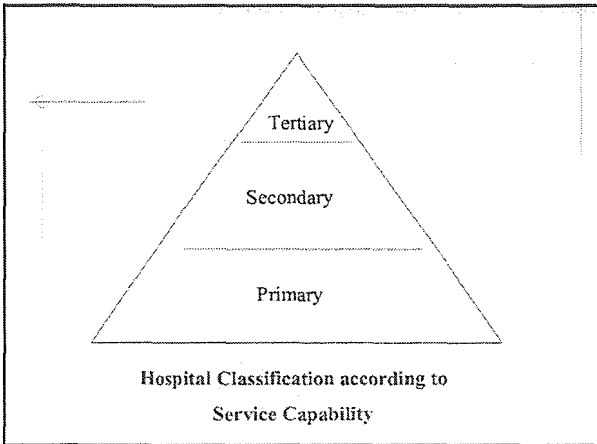 Tertiary
Secondary
Primary
Hospital Classification according to
Service Capability